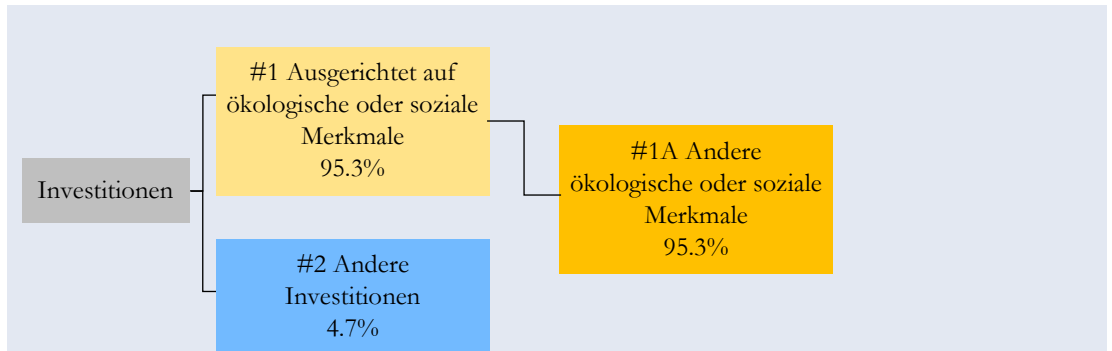 Investitionen
#1 Ausgerichtet auf
ökologische oder soziale
Merkmale
95.3%
#2 Andere
Investitionen
4.7%
#1A Andere
ökologische oder soziale
Merkmale
95.3%